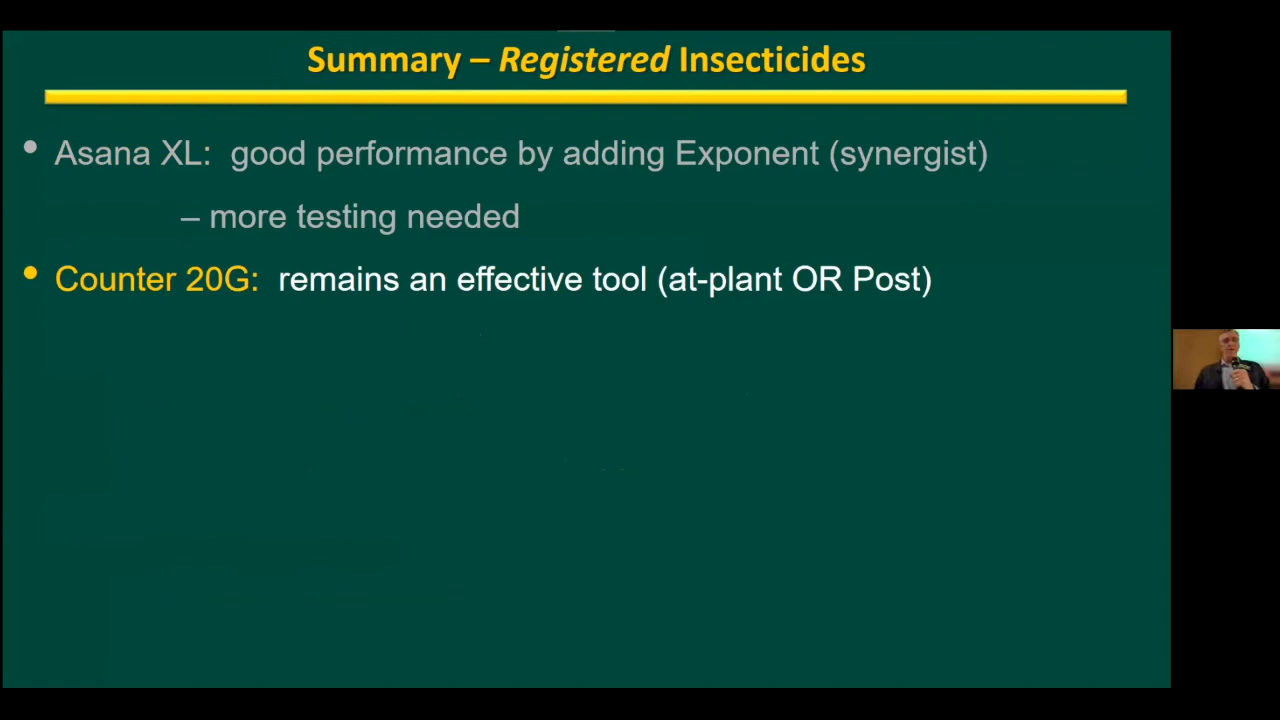 Summary – Registered Insecticides
• Asana XL: good performance by adding Exponent (synergist)
– more testing needed
• Counter 20G: remains an effective tool (at-plant OR Post)